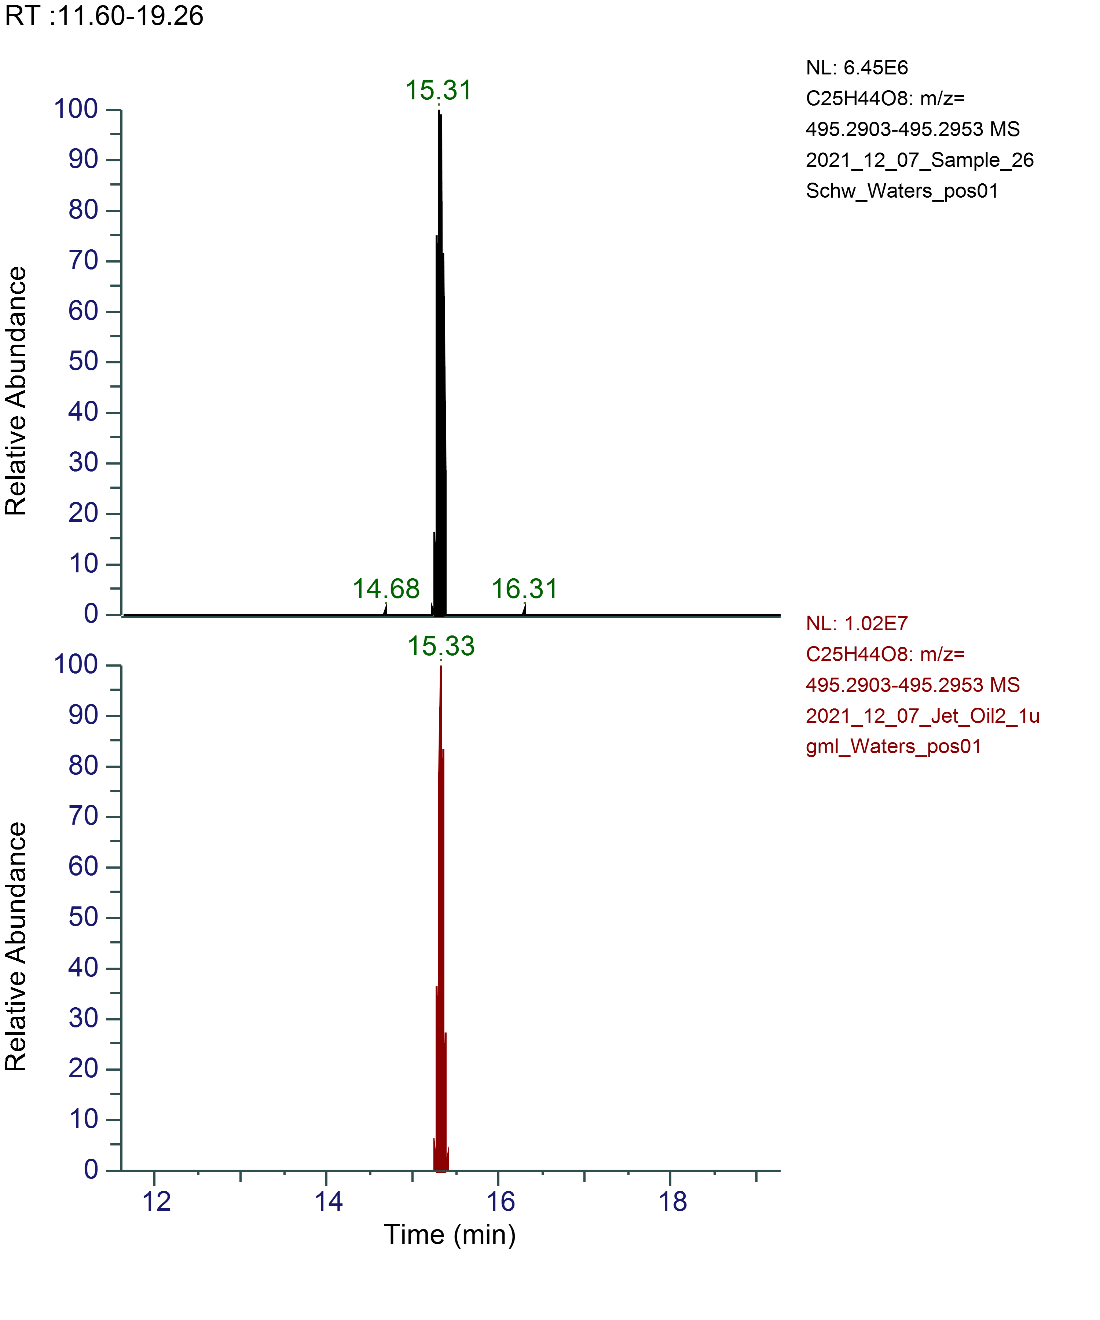 RT :11.60-19.26
NL: 6.45E6
C25H44O8: m/z=
495.2903-495.2953 MS
2021_12_07_Sample_26
Schw_Waters_pos01
15.31
100
90
80
70
60
50
40
30
20
10
0
Relative Abundance
14.68
16.31
NL: 1.02E7
C25H44O8: m/z=
495.2903-495.2953 MS
2021_12_07_Jet_Oil2_1u
gml_Waters_pos01
15.33
100
90
80
70
60
50
40
30
20
10
0
Relative Abundance
12 14 16 18
Time (min)